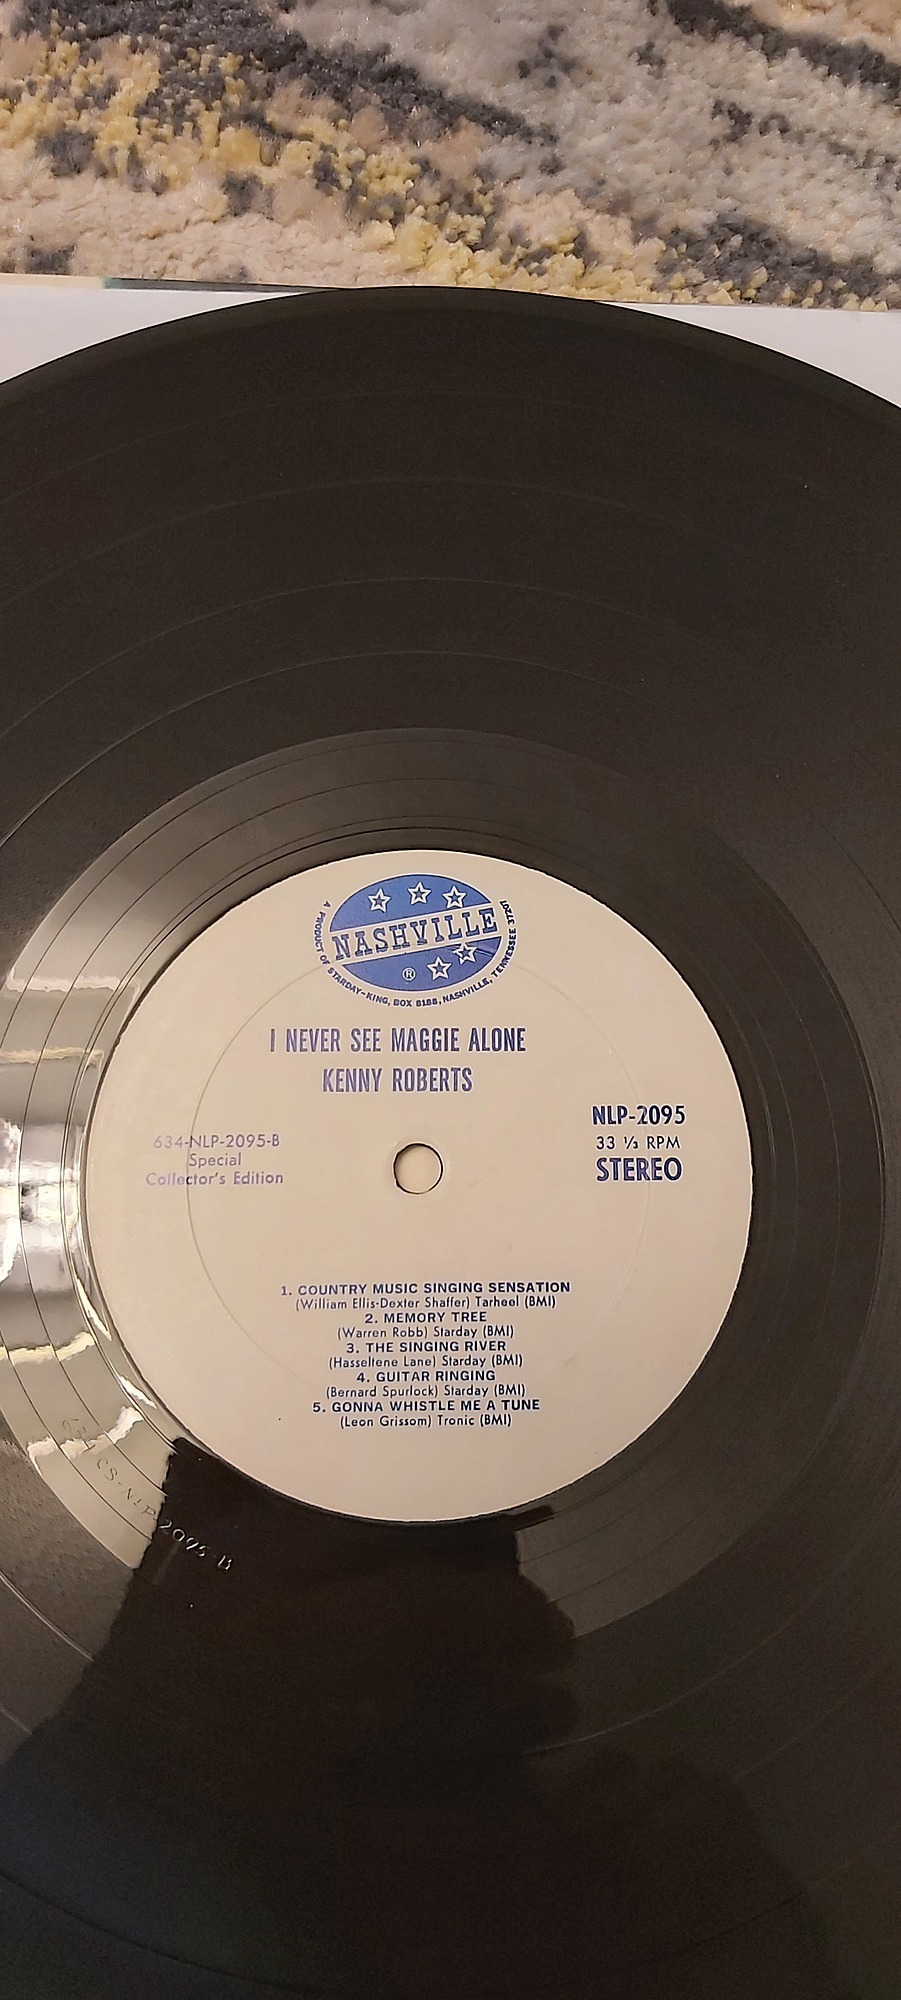 NASHVILLE
®
A PRODUCT OF STARDAY-KING, BOX 8188, NASHVILLE, TENNESSEE 37207
I NEVER SEE MAGGIE ALONE
KENNY ROBERTS
634-NLP-2095-B
Special
Collector's Edition
NLP-2095
33 ⅓ RPM
STEREO
1. COUNTRY MUSIC SINGING SENSATION
(William Ellis-Dexter Shaffer) Tarheel (BMI)
2. MEMORY TREE
(Warren Robb) Starday (BMI)
3. THE SINGING RIVER
(Hasseltene Lane) Starday (BMI)
4. GUITAR RINGING
(Bernard Spurlock) Starday (BMI)
5. GONNA WHISTLE ME A TUNE
(Leon Grissom) Tronic (BMI)
CS-NLP 2095-B